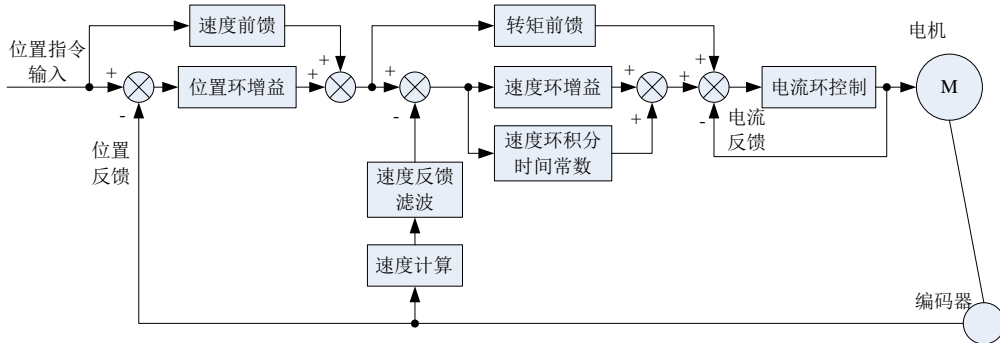 速度前馈
转矩前馈
电机
位置指令
输入
+
-
位置环增益
+
+
+
-
速度环增益
速度环积分
时间常数
+
+
+
+
-
电流环控制
电流
反馈
M
位置
反馈
速度反馈
滤波
速度计算
编码器